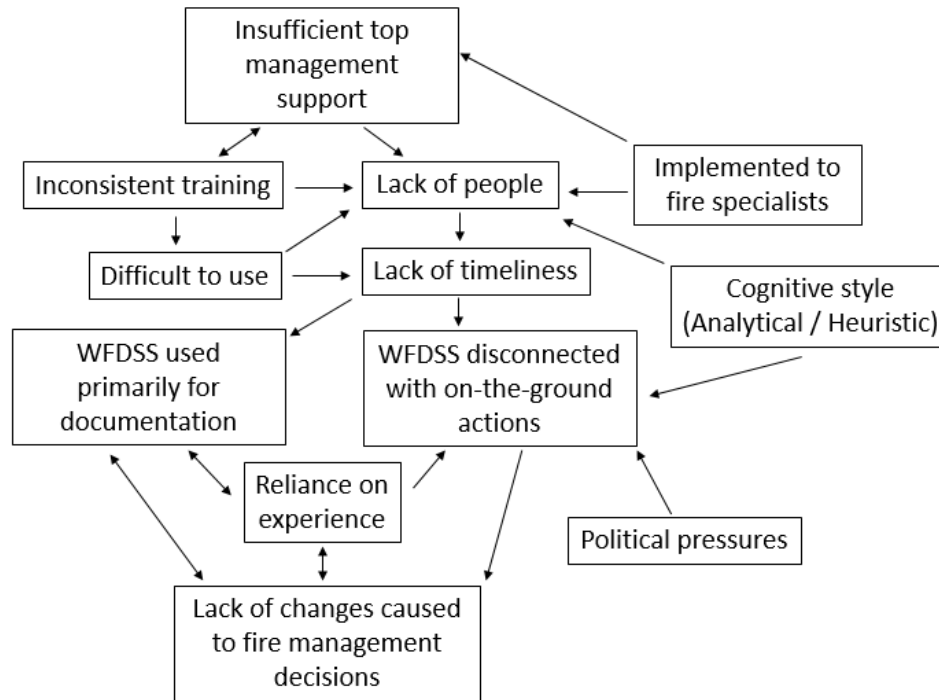 Insufficient top
management
support
Inconsistent training
Lack of people
Implemented to
fire specialists
Difficult to use
Lack of timeliness
Cognitive style
(Analytical / Heuristic)
WFDSS used
primarily for
documentation
WFDSS disconnected
with on-the-ground
actions
Reliance on
experience
Political pressures
Lack of changes caused
to fire management
decisions